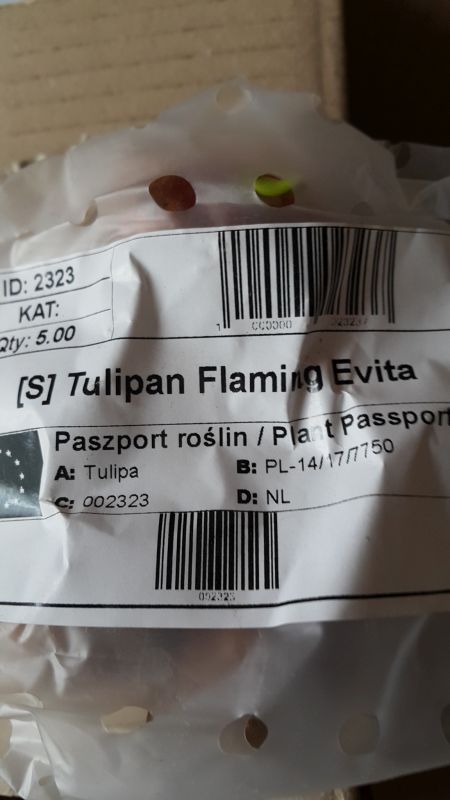 ID: 2323
KAT:
Qty: 5.00
[S] Tulipan Flaming Evita
Paszport roślin / Plant Passport
A: Tulipa B: PL-14/17/7750
C: 002323 D: NL
002323